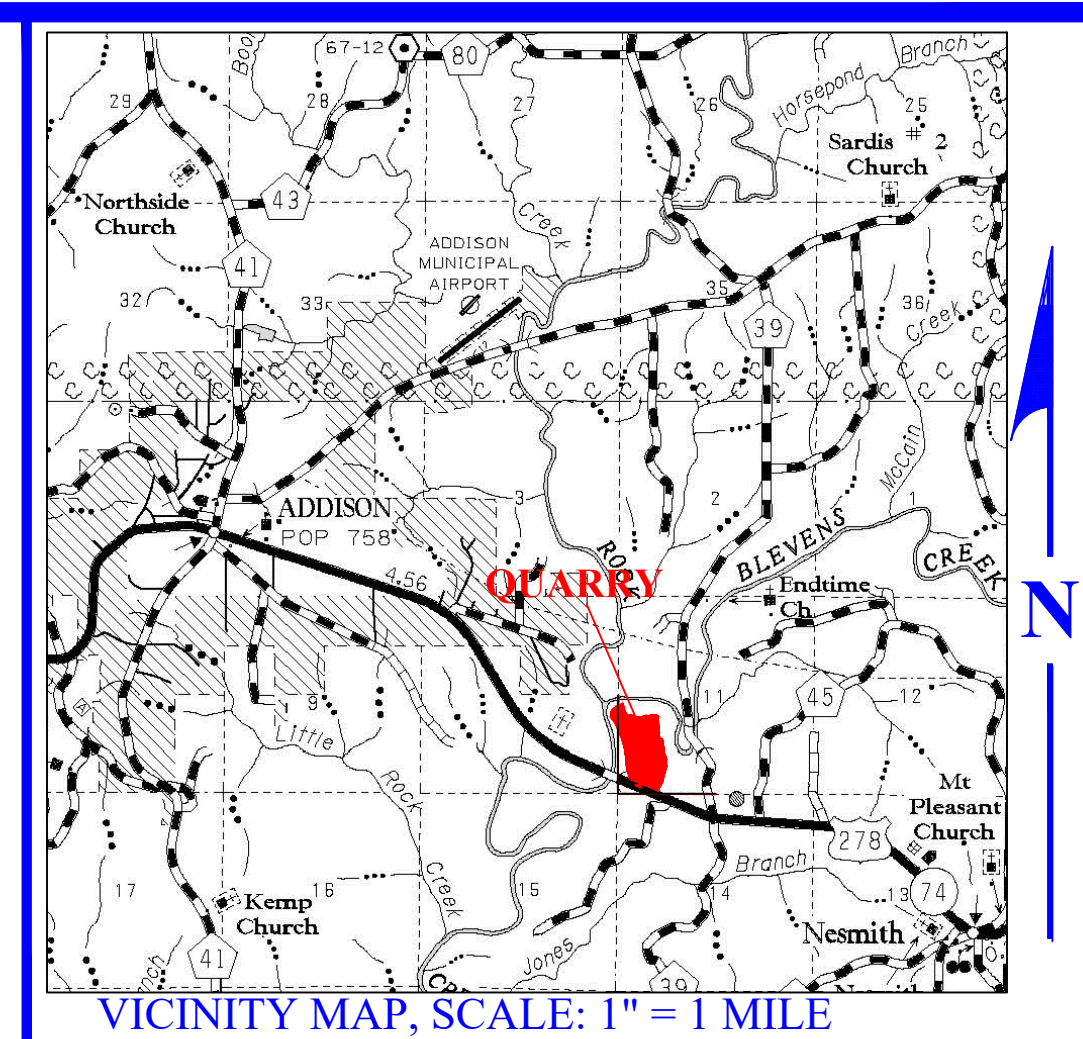 67-12
80
Branch
Boo
29
28
27
26
25
Horsepond
Sardis 2
Church
Northside
Church
43
Creek
ADDISON
MUNICIPAL
AIRPORT
41
32
33
35
36
39
Creek
McCain
3
2
1
ADDISON
POP 758
4.56
ROCK
BLEVENS
CREEK
QUARRY
Endtime
Ch.
11
12
45
9
Little
Rock
Creek
A
Mt
Pleasant
Church
278
Branch
74
13
17
16
15
Kemp
Church
Nesmith
Jones
41
nch
39
N
VICINITY MAP, SCALE: 1" = 1 MILE